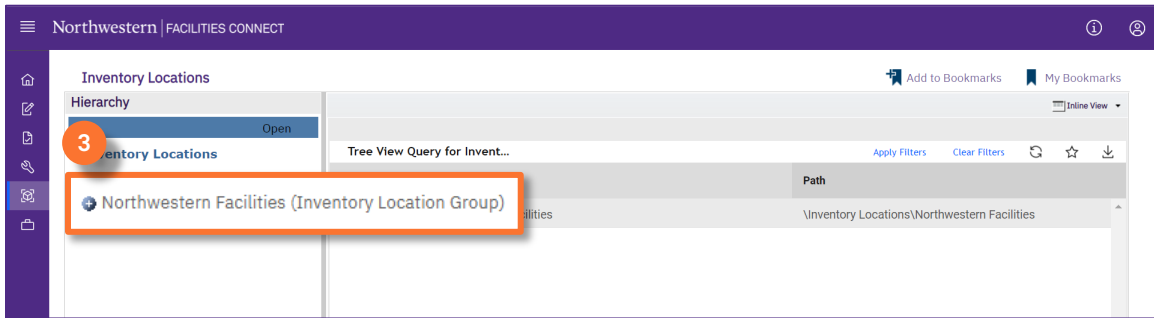 Northwestern | FACILITIES CONNECT
Inventory Locations
Add to Bookmarks
My Bookmarks
Hierarchy
Inline View
Open
3
entory Locations
Tree View Query for Invent...
Apply Filters
Clear Filters
Path
Northwestern Facilities (Inventory Location Group)
ilities
\Inventory Locations\Northwestern Facilities